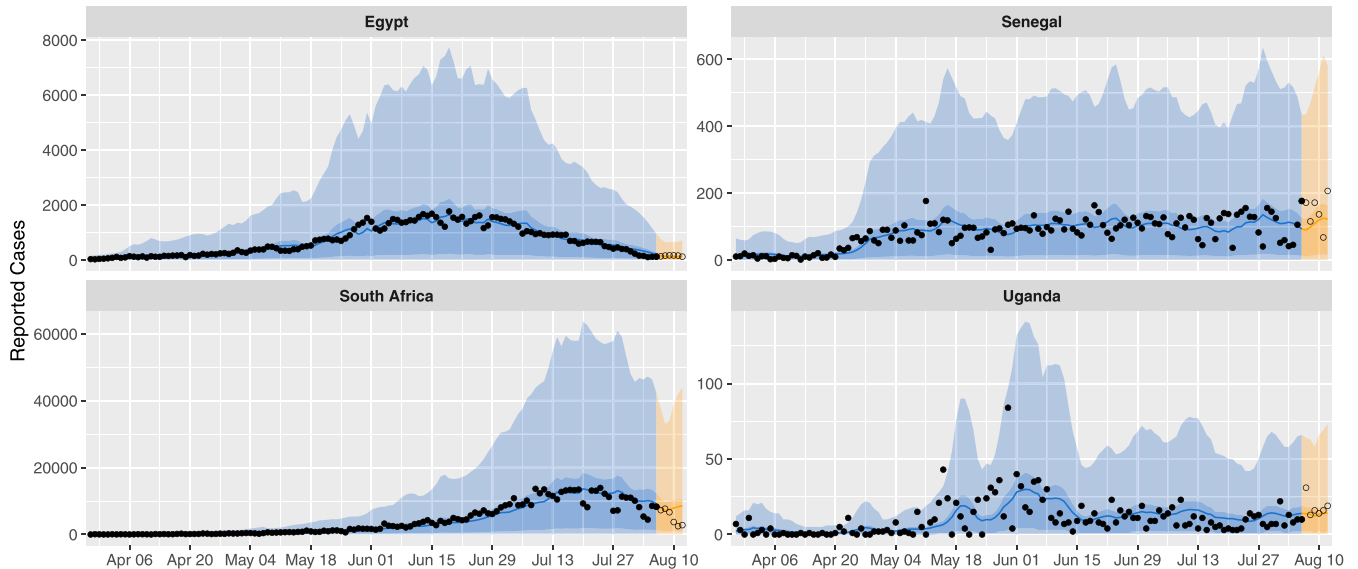 Egypt
Senegal
8000
6000
4000
2000
0
600
400
200
0
South Africa
Uganda
60000
40000
20000
0
100
50
0
Reported Cases
Apr 06 Apr 20 May 04 May 18 Jun 01 Jun 15 Jun 29 Jul 13 Jul 27 Aug 10
Apr 06 Apr 20 May 04 May 18 Jun 01 Jun 15 Jun 29 Jul 13 Jul 27 Aug 10